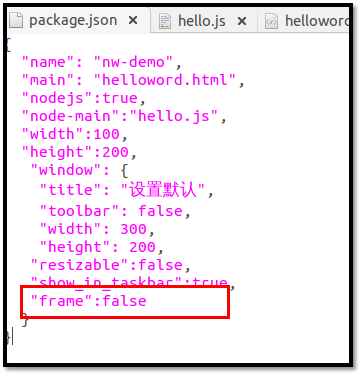 package.json × hello.js × helloword
{
"name": "nw-demo",
"main": "helloword.html",
"nodejs":true,
"node-main":"hello.js",
"width":100,
"height":200,
"window": {
"title": "设置默认",
"toolbar": false,
"width": 300,
"height": 200,
"resizable":false,
"show_in_taskbar":true,
"frame":false
}
}